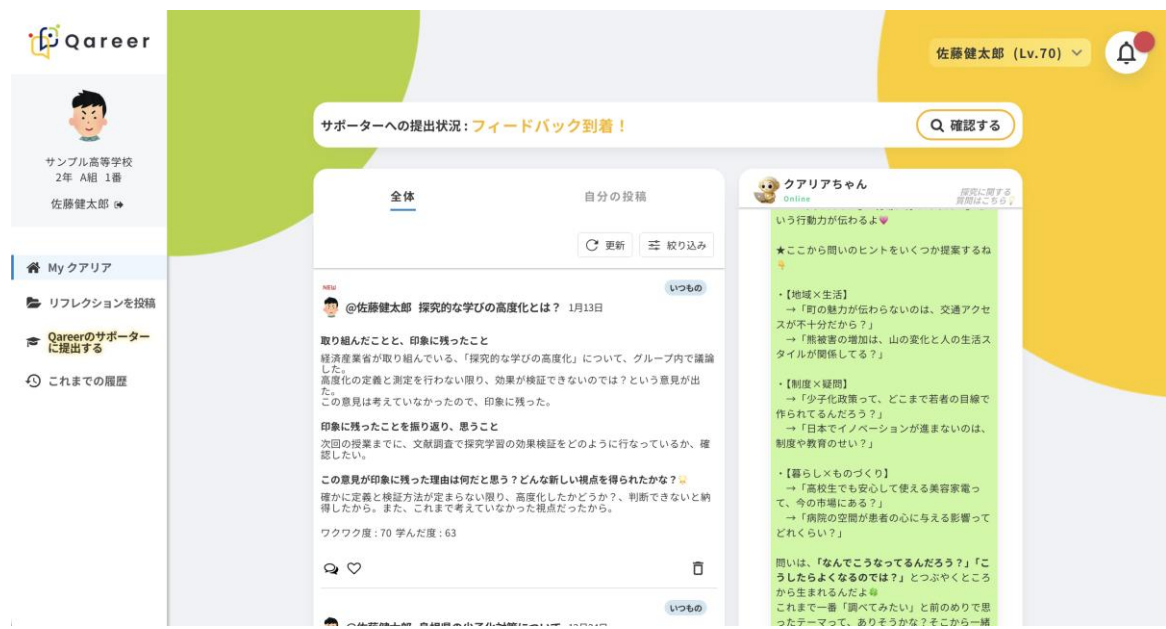 Qareer
佐藤健太郎 (Lv.70)
サンプル高等学校
2年 A組 1番
佐藤健太郎
My クアリア
リフレクションを投稿
Qareerのサポーター
に提出する
これまでの履歴
サポーターへの提出状況 : フィードバック到着！
確認する
全体
自分の投稿
更新
絞り込み
NEW
いつもの
@佐藤健太郎 探究的な学びの高度化とは？ 1月13日
取り組んだことと、印象に残ったこと
経済産業省が取り組んでいる、「探究的な学びの高度化」について、グループ内で議論
した。
高度化の定義と測定を行わない限り、効果が検証できないのでは？という意見が出
た。
この意見は考えていなかったので、印象に残った。
印象に残ったことを振り返り、思うこと
次回の授業までに、文献調査で探究学習の効果検証をどのように行なっているか、確
認したい。
この意見が印象に残った理由は何だと思う？どんな新しい視点を得られたかな？
確かに定義と検証方法が定まらない限り、高度化したかどうか？、判断できないと納
得したから。また、これまで考えていなかった視点だったから。
ワクワク度 : 70 学んだ度 : 63
いつもの
@佐藤健太郎 島根県の少子化対策について 12月24日
クアリアちゃん
Online
探究に関する
質問はこちら
いう行動力が伝わるよ
★ここから問いのヒントをいくつか提案するね
・【地域×生活】
→「町の魅力が伝わらないのは、交通アクセ
スが不十分だから？」
→「熊被害の増加は、山の変化と人の生活ス
タイルが関係してる？」
・【制度×疑問】
→「少子化政策って、どこまで若者の目線で
作られてるんだろう？」
→「日本でイノベーションが進まないのは、
制度や教育のせい？」
・【暮らし×ものづくり】
→「高校生でも安心して使える美容家電っ
て、今の市場にある？」
→「病院の空間が患者の心に与える影響って
どれくらい？」
問いは、「なんでこうなってるんだろう？」「こ
うしたらよくなるのでは？」とつぶやくところ
から生まれるんだよ
これまで一番「調べてみたい」と前のめりで思
ったテーマって、ありそうかな？そこから一緒